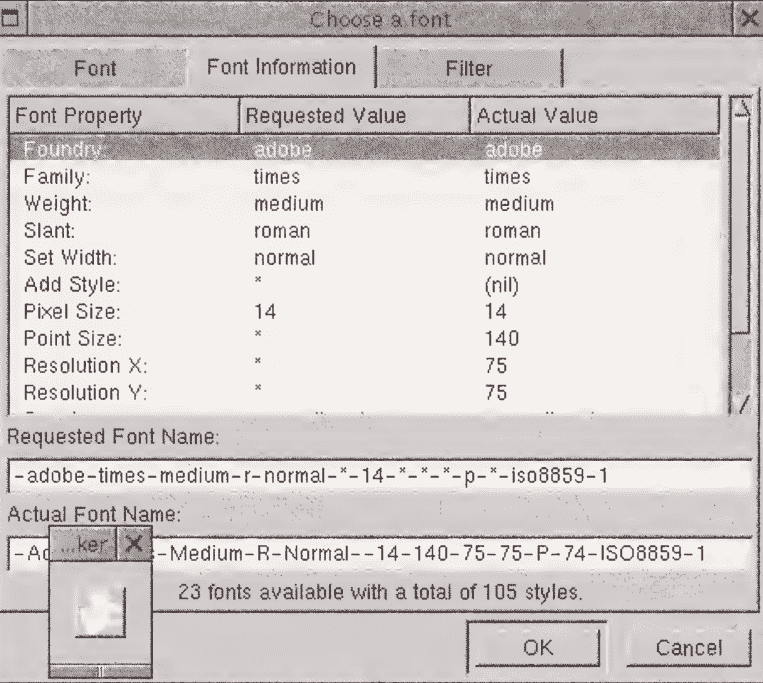 Choose a font
Font Font Information Filter
Font Property Requested Value Actual Value
Foundry: adobe adobe
Family: times times
Weight: medium medium
Slant: roman roman
Set Width: normal normal
Add Style: * (nil)
Pixel Size: 14 14
Point Size: * 140
Resolution X: * 75
Resolution Y: * 75
Requested Font Name:
-adobe-times-medium-r-normal-*-14-*-*-*-p-*-iso8859-1
Actual Font Name:
...ker
-Medium-R-Normal--14-140-75-75-P-74-ISO8859-1
23 fonts available with a total of 105 styles.
OK Cancel